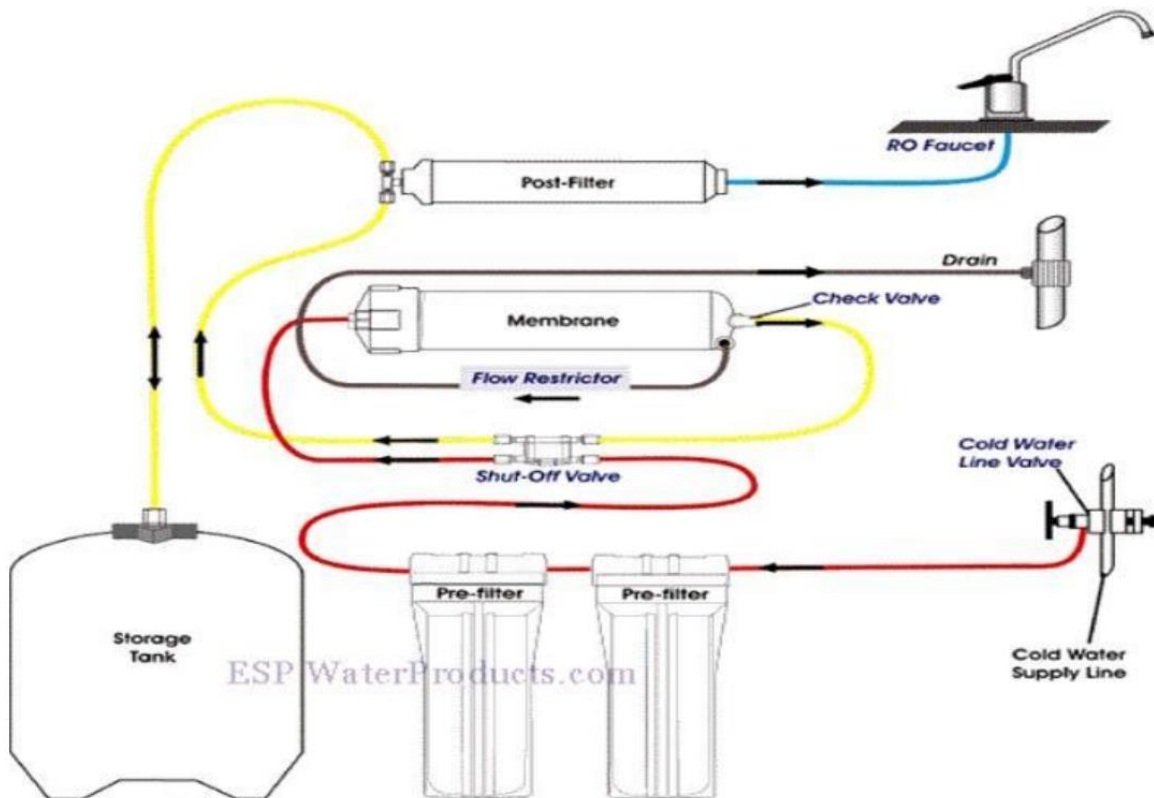 RO Faucet
Post-Filter
Drain
Check Valve
Membrane
Flow Restrictor
Shut-Off Valve
Cold Water
Line Valve
Pre-filter
Pre-filter
Storage
Tank
ESP WaterProducts.com
Cold Water
Supply Line